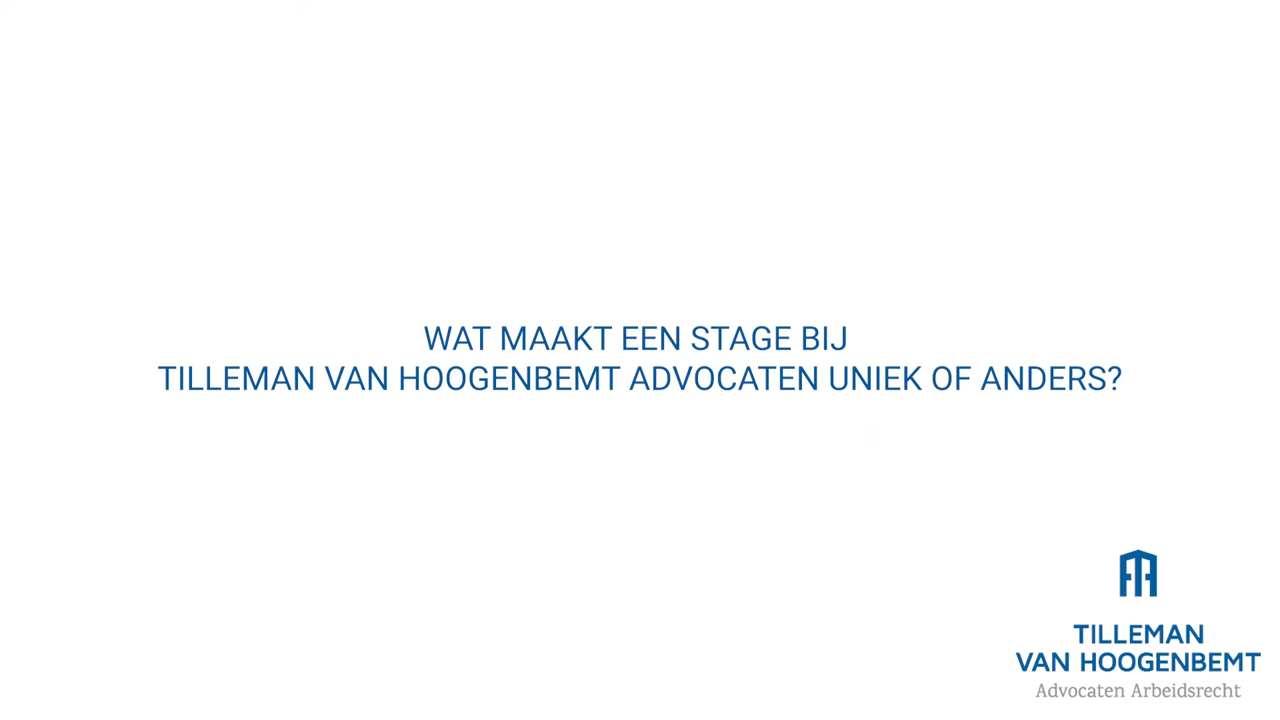 WAT MAAKT EEN STAGE BIJ
TILLEMAN VAN HOOGENBEMT ADVOCATEN UNIEK OF ANDERS?
TILLEMAN
VAN HOOGENBEMT
Advocaten Arbeidsrecht